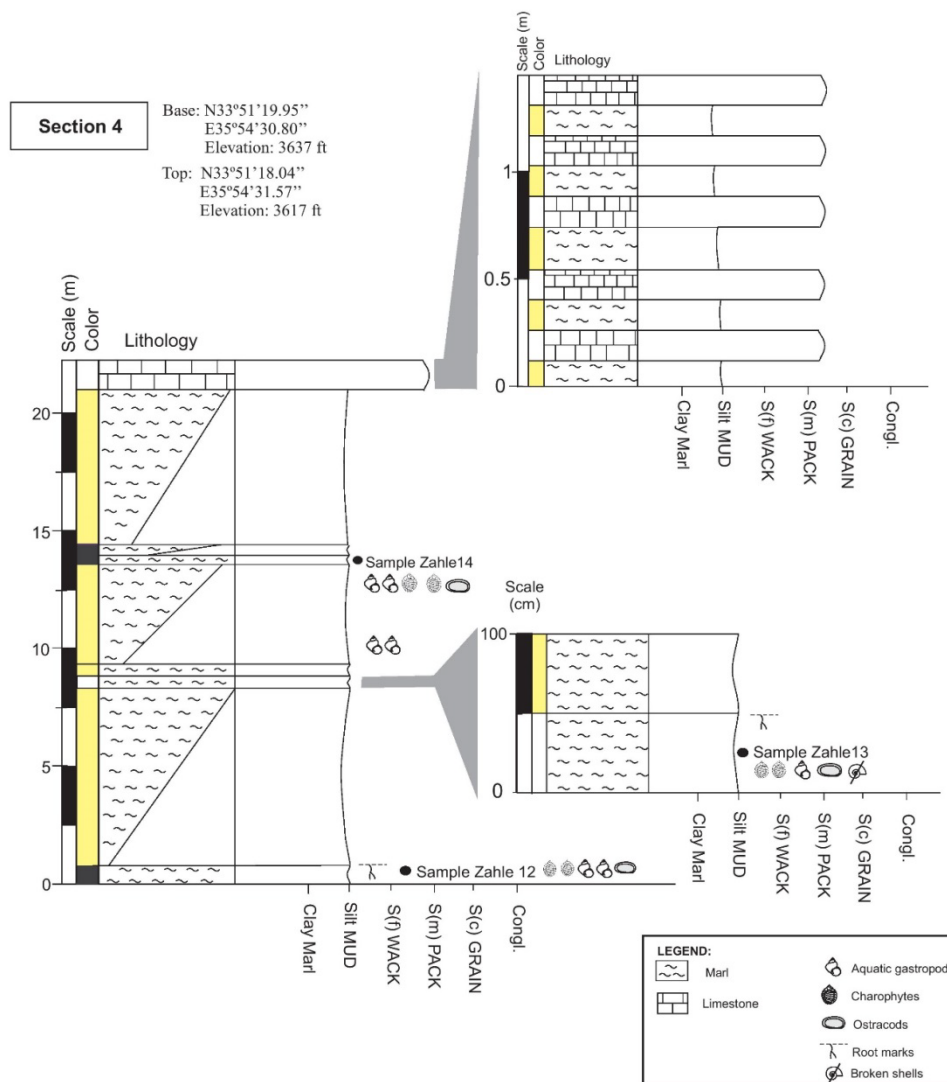 Section 4
Base: N33º51’19.95’’
E35º54’30.80’’
Elevation: 3637 ft
Top: N33º51’18.04’’
E35º54’31.57’’
Elevation: 3617 ft
Scale (m)
Color
Lithology
1
0.5
0
Clay Marl
Silt MUD
S(f) WACK
S(m) PACK
S(c) GRAIN
Congl.
Scale (m)
Color
Lithology
20
15
10
5
0
Sample Zahle14
Sample Zahle 12
Clay Marl
Silt MUD
S(f) WACK
S(m) PACK
S(c) GRAIN
Congl.
Scale
(cm)
100
0
Sample Zahle13
Clay Marl
Silt MUD
S(f) WACK
S(m) PACK
S(c) GRAIN
Congl.
LEGEND:
Marl
Limestone
Aquatic gastropod
Charophytes
Ostracods
Root marks
Broken shells